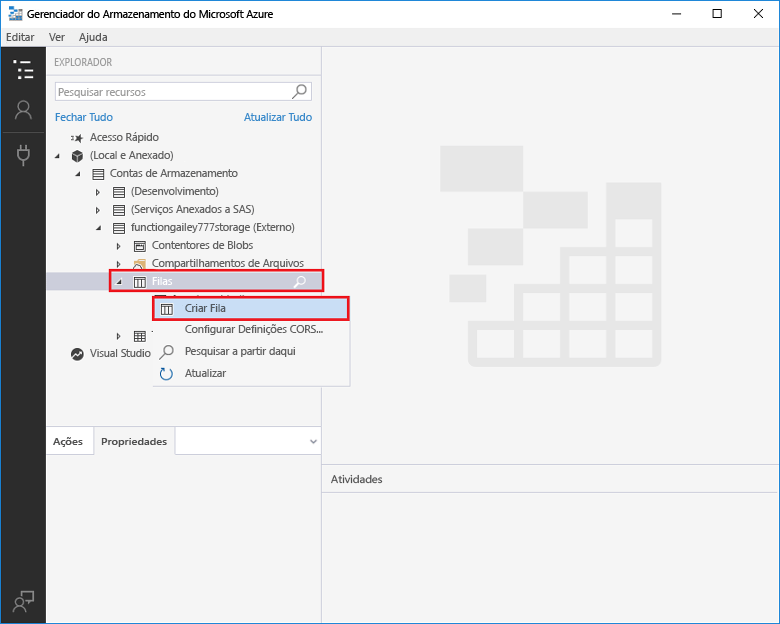 Gerenciador do Armazenamento do Microsoft Azure
Editar Ver Ajuda
EXPLORADOR
Pesquisar recursos
Fechar Tudo Atualizar Tudo
Acesso Rápido
(Local e Anexado)
Contas de Armazenamento
(Desenvolvimento)
(Serviços Anexados a SAS)
functiongailey777storage (Externo)
Contentores de Blobs
Compartilhamentos de Arquivos
Filas
Criar Fila
Configurar Definições CORS...
Visual Studio
Pesquisar a partir daqui
Atualizar
Ações Propriedades
Atividades